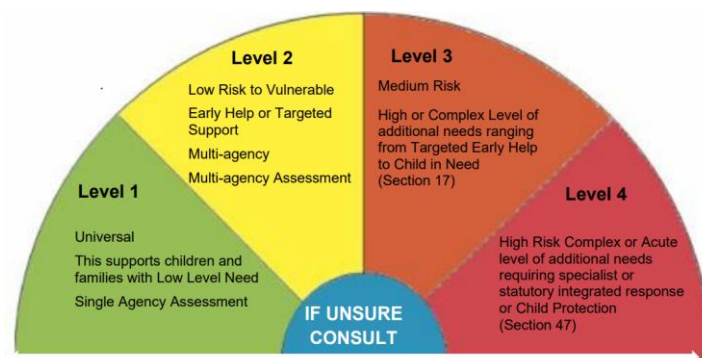 Level 1
Universal
This supports children and
families with Low Level Need
Single Agency Assessment
Level 2
Low Risk to Vulnerable
Early Help or Targeted
Support
Multi-agency
Multi-agency Assessment
Level 3
Medium Risk
High or Complex Level of
additional needs ranging
from Targeted Early Help
to Child in Need
(Section 17)
Level 4
High Risk Complex or Acute
level of additional needs
requiring specialist or
statutory integrated response
or Child Protection
(Section 47)
IF UNSURE
CONSULT